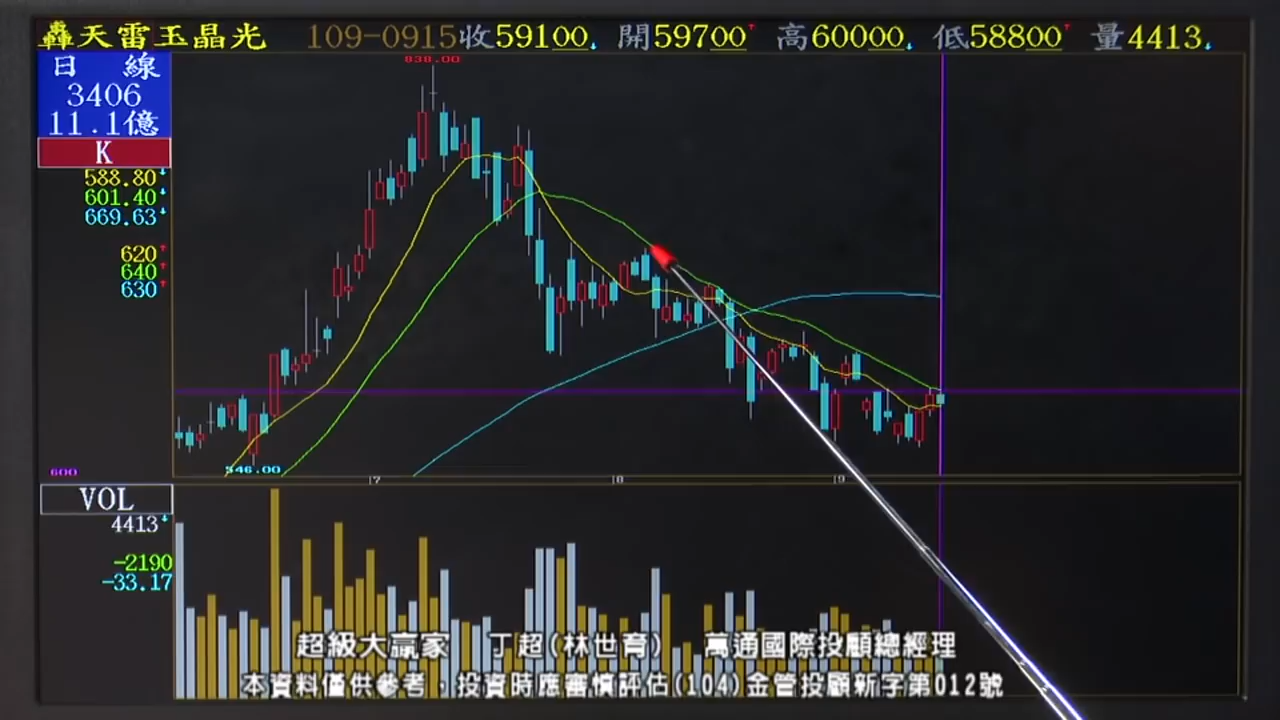 轟天雷玉晶光 109-0915收59100 開59700 高60000 低58800 量4413
日 線
3406
11.1億
K
588.80
601.40
669.63
620
640
630
838.00
546.00
600
7 8 9
VOL
4413
-2190
-33.17
超級大贏家 丁超(林世育) 萬通國際投顧總經理
本資料僅供參考，投資時應審慎評估(104)金管投顧新字第012號